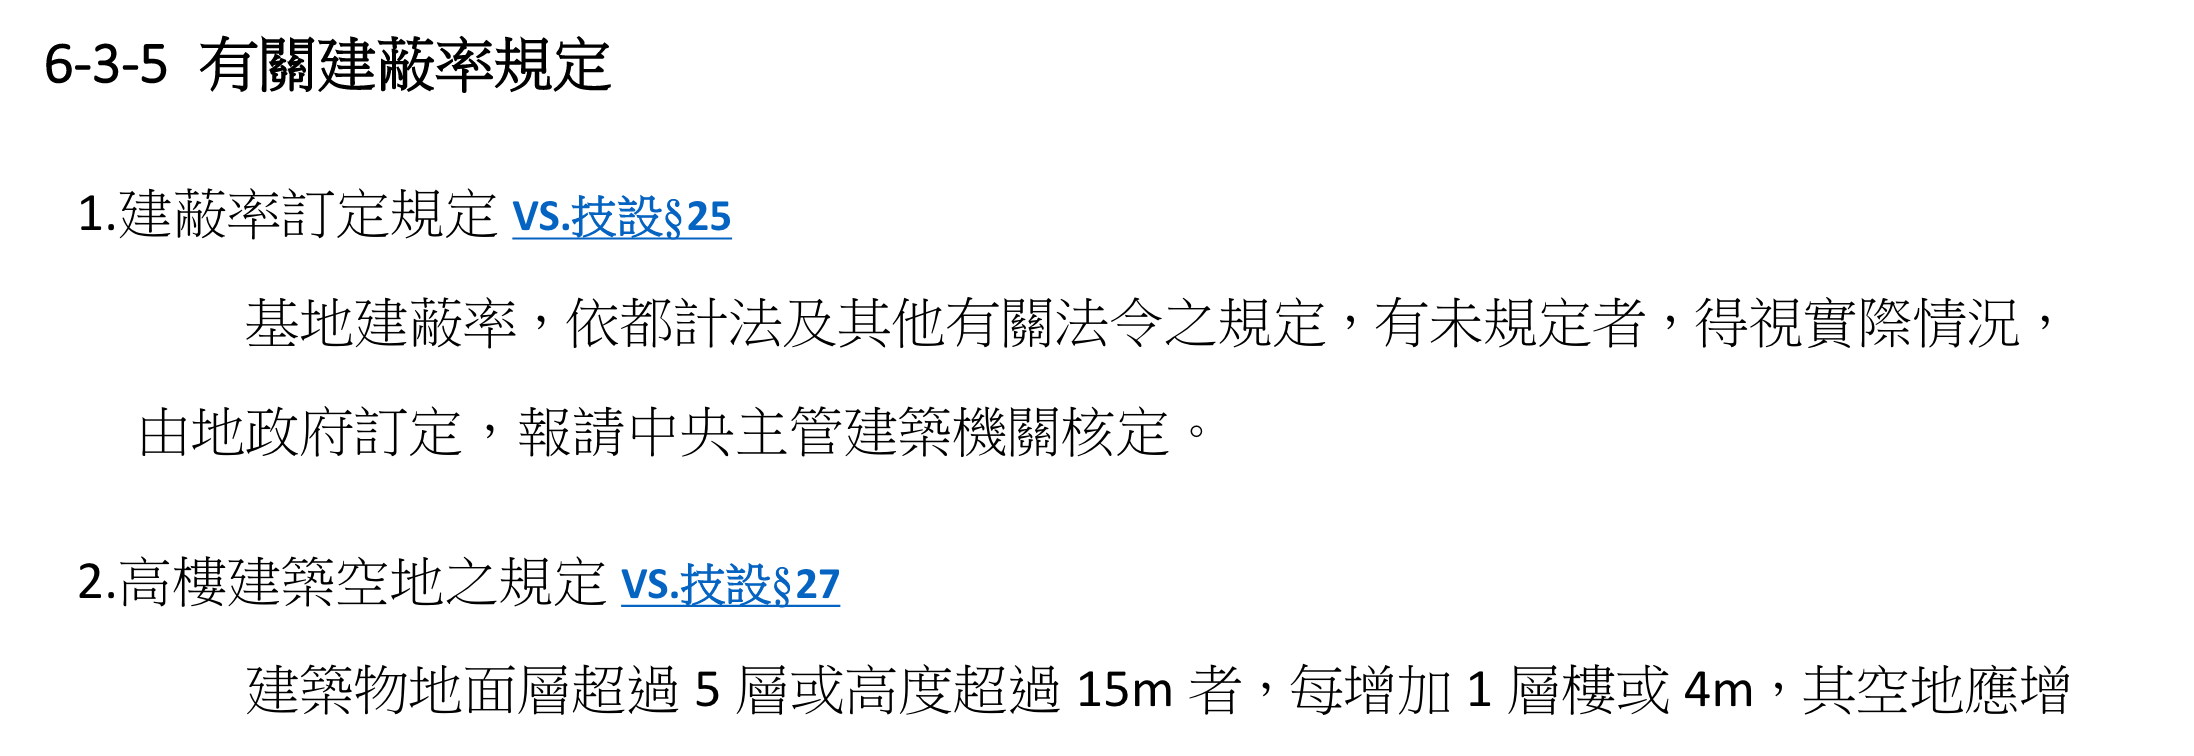 6-3-5 有關建蔽率規定
1.建蔽率訂定規定 VS.技設§25
基地建蔽率，依都計法及其他有關法令之規定，有未規定者，得視實際情況，
由地政府訂定，報請中央主管建築機關核定。
2.高樓建築空地之規定 VS.技設§27
建築物地面層超過 5 層或高度超過 15m 者，每增加 1 層樓或 4m，其空地應增